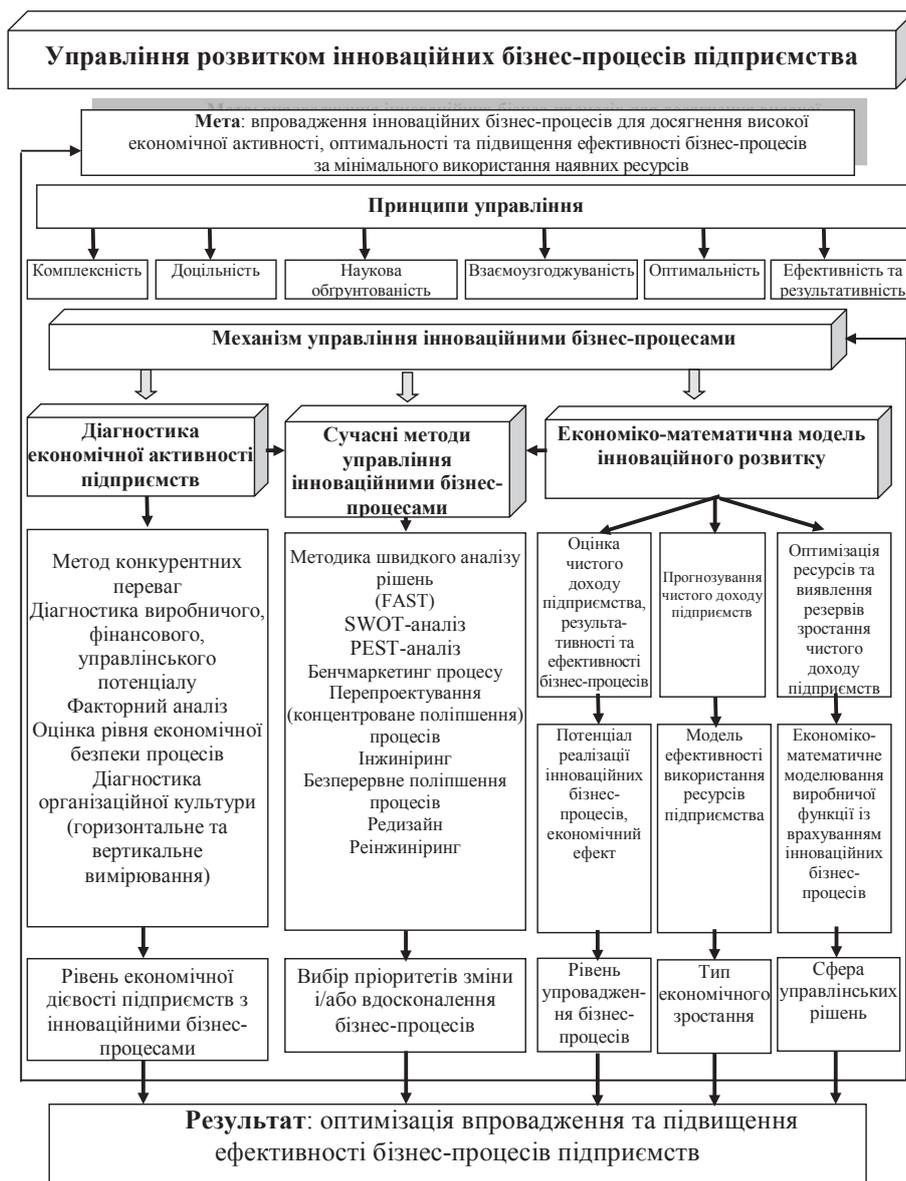 Управління розвитком інноваційних бізнес-процесів підприємства
Мета: впровадження інноваційних бізнес-процесів для досягнення високої
економічної активності, оптимальності та підвищення ефективності бізнес-процесів
за мінімального використання наявних ресурсів
Принципи управління
Комплексність
Доцільність
Наукова
обґрунтованість
Взаємоузгоджуваність
Оптимальність
Ефективність та
результативність
Механізм управління інноваційними бізнес-процесами
Діагностика
економічної активності
підприємств
Сучасні методи
управління
інноваційними бізнес-
процесами
Економіко-математична модель
інноваційного розвитку
Метод конкурентних
переваг
Діагностика виробничого,
фінансового,
управлінського
потенціалу
Факторний аналіз
Оцінка рівня економічної
безпеки процесів
Діагностика
організаційної культури
(горизонтальне та
вертикальне
вимірювання)
Методика швидкого аналізу
рішень
(FAST)
SWOT-аналіз
PEST-аналіз
Бенчмаркетинг процесу
Перепроектування
(концентроване поліпшення)
процесів
Інжиніринг
Безперервне поліпшення
процесів
Редизайн
Реінжиніринг
Оцінка
чистого
доходу
підприємства,
результа-
тивності та
ефективності
бізнес-процесів
Прогнозування
чистого доходу
підприємств
Оптимізація
ресурсів та
виявлення
резервів
зростання
чистого
доходу
підприємств
Потенціал
реалізації
інноваційних
бізнес-
процесів,
економічний
ефект
Модель
ефективності
використання
ресурсів
підприємства
Економіко-
математичне
моделювання
виробничої
функції із
врахуванням
інноваційних
бізнес-
процесів
Рівень економічної
дієвості підприємств з
інноваційними бізнес-
процесами
Вибір пріоритетів зміни
і/або вдосконалення
бізнес-процесів
Рівень
упроваджен-
ня бізнес-
процесів
Тип
економічного
зростання
Сфера
управлінських
рішень
Результат: оптимізація впровадження та підвищення
ефективності бізнес-процесів підприємств